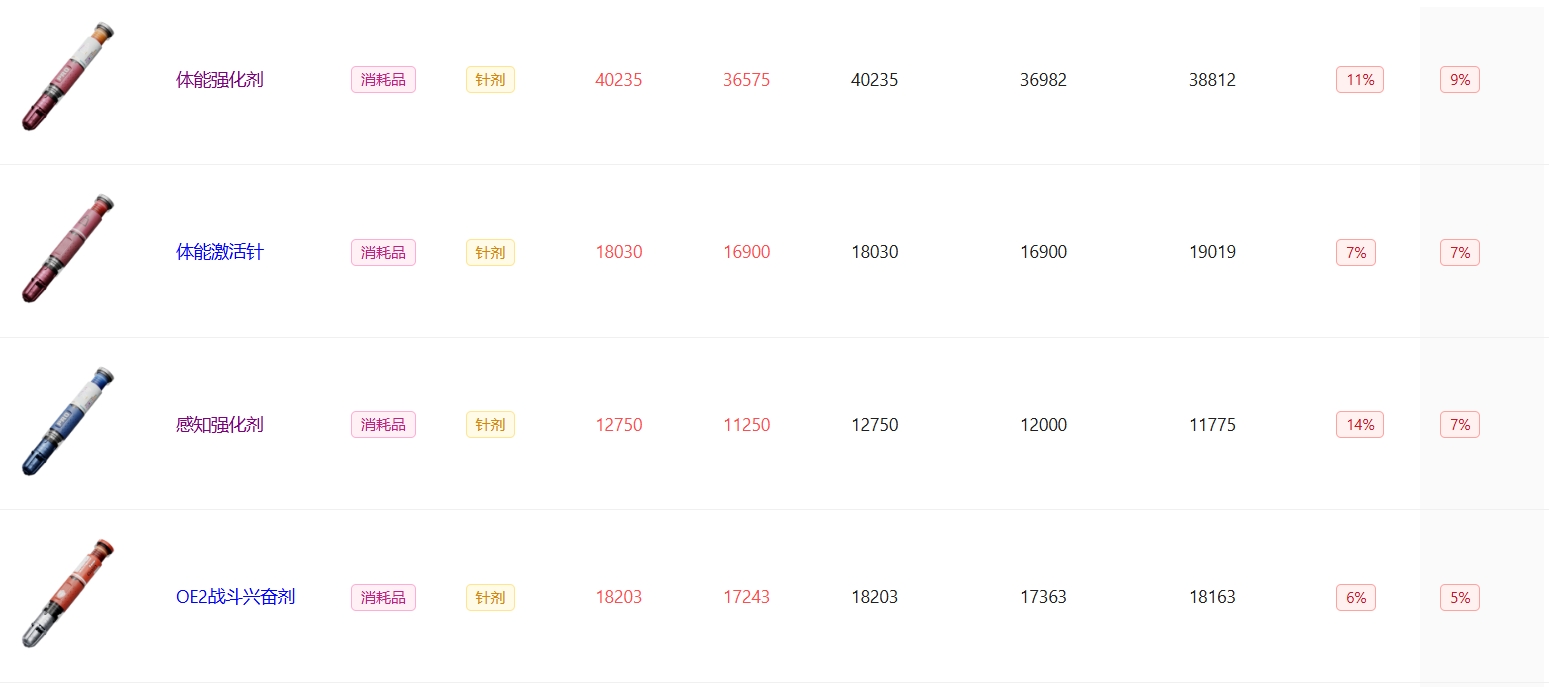 体能强化剂 消耗品 针剂 40235 36575 40235 36982 38812 11% 9%
体能激活针 消耗品 针剂 18030 16900 18030 16900 19019 7% 7%
感知强化剂 消耗品 针剂 12750 11250 12750 12000 11775 14% 7%
OE2战斗兴奋剂 消耗品 针剂 18203 17243 18203 17363 18163 6% 5%